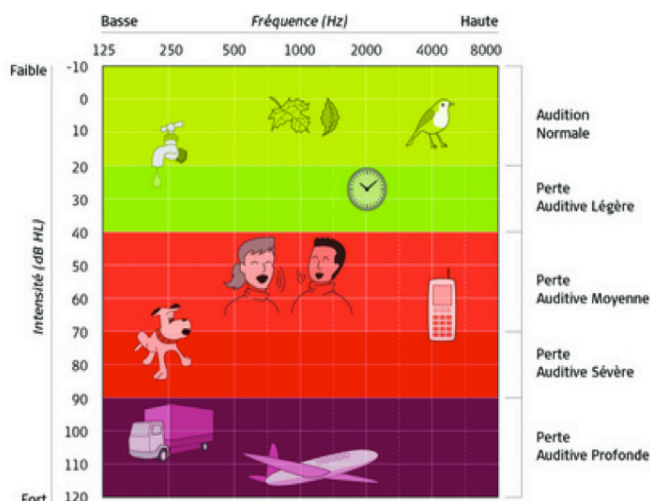 Basse Fréquence (Hz) Haute
125 250 500 1000 2000 4000 8000
Faible
-10
0
10
20
30
40
50
60
70
80
90
100
110
120
Fort
Intensité (dB HL)
Audition
Normale
Perte
Auditive Légère
Perte
Auditive Moyenne
Perte
Auditive Sévère
Perte
Auditive Profonde